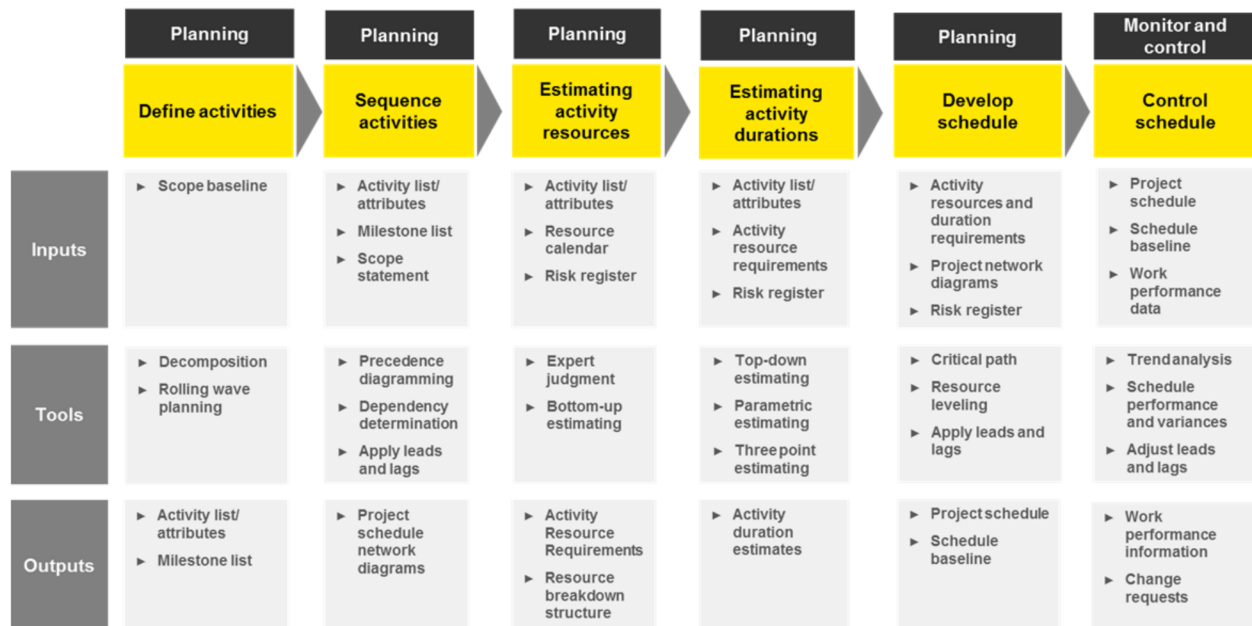 Planning
Planning
Planning
Planning
Planning
Monitor and
control
Define activities
Sequence
activities
Estimating
activity
resources
Estimating
activity
durations
Develop
schedule
Control
schedule
Inputs
► Scope baseline
► Activity list/
attributes
► Milestone list
► Scope
statement
► Activity list/
attributes
► Resource
calendar
► Risk register
► Activity list/
attributes
► Activity
resource
requirements
► Risk register
► Activity
resources and
duration
requirements
► Project network
diagrams
► Risk register
► Project
schedule
► Schedule
baseline
► Work
performance
data
Tools
► Decomposition
► Rolling wave
planning
► Precedence
diagramming
► Dependency
determination
► Apply leads
and lags
► Expert
judgment
► Bottom-up
estimating
► Top-down
estimating
► Parametric
estimating
► Three point
estimating
► Critical path
► Resource
leveling
► Apply leads and
lags
► Trend analysis
► Schedule
performance
and variances
► Adjust leads
and lags
Outputs
► Activity list/
attributes
► Milestone list
► Project
schedule
network
diagrams
► Activity
Resource
Requirements
► Resource
breakdown
structure
► Activity
duration
estimates
► Project schedule
► Schedule
baseline
► Work
performance
information
► Change
requests